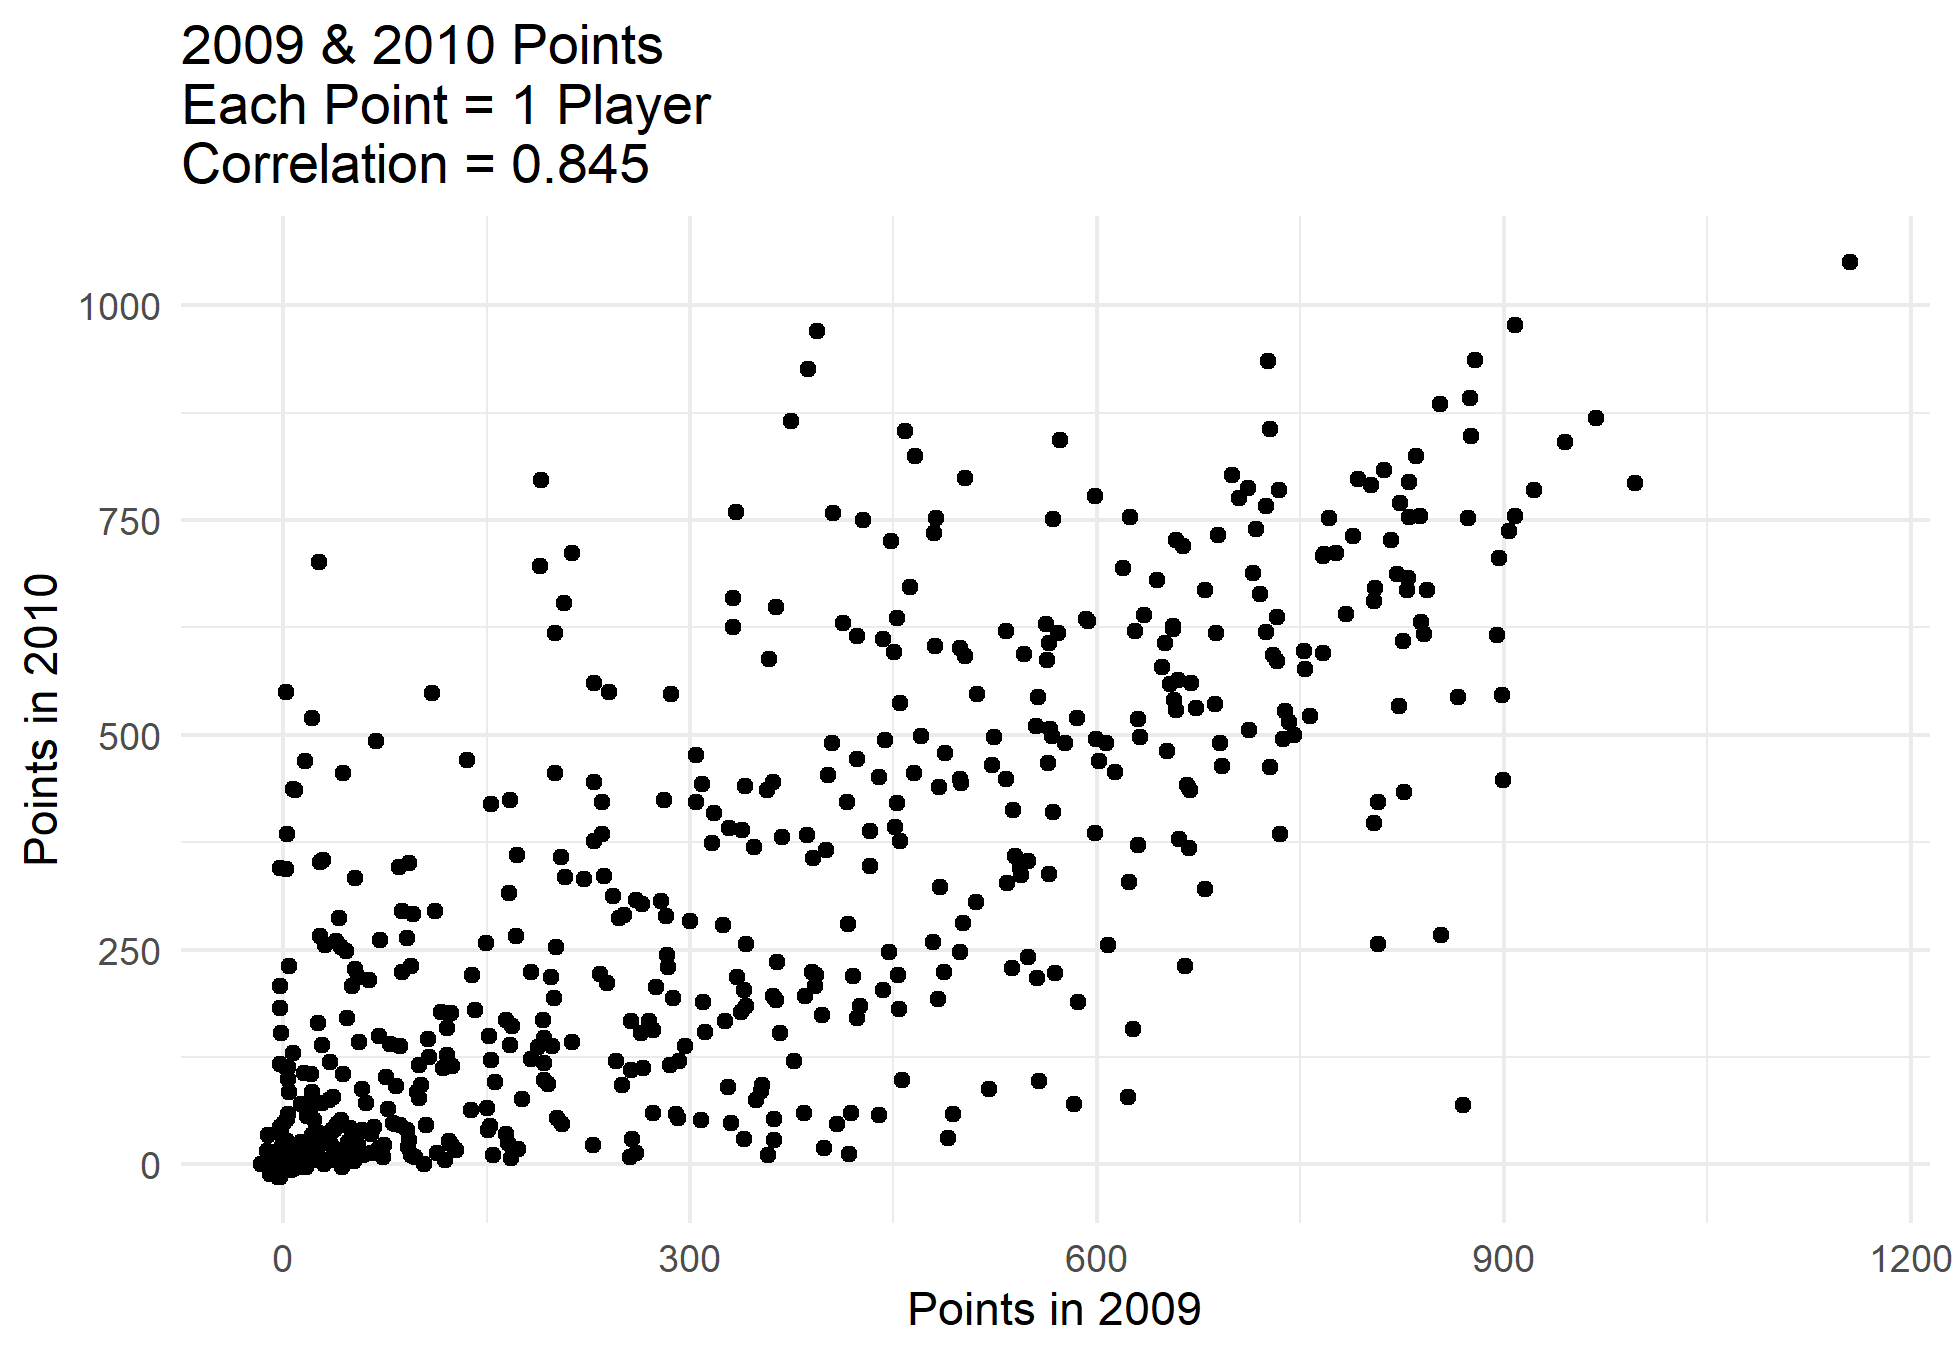 2009 & 2010 Points
Each Point = 1 Player
Correlation = 0.845
1000
750
500
250
0
Points in 2010
0
300
600
900
1200
Points in 2009